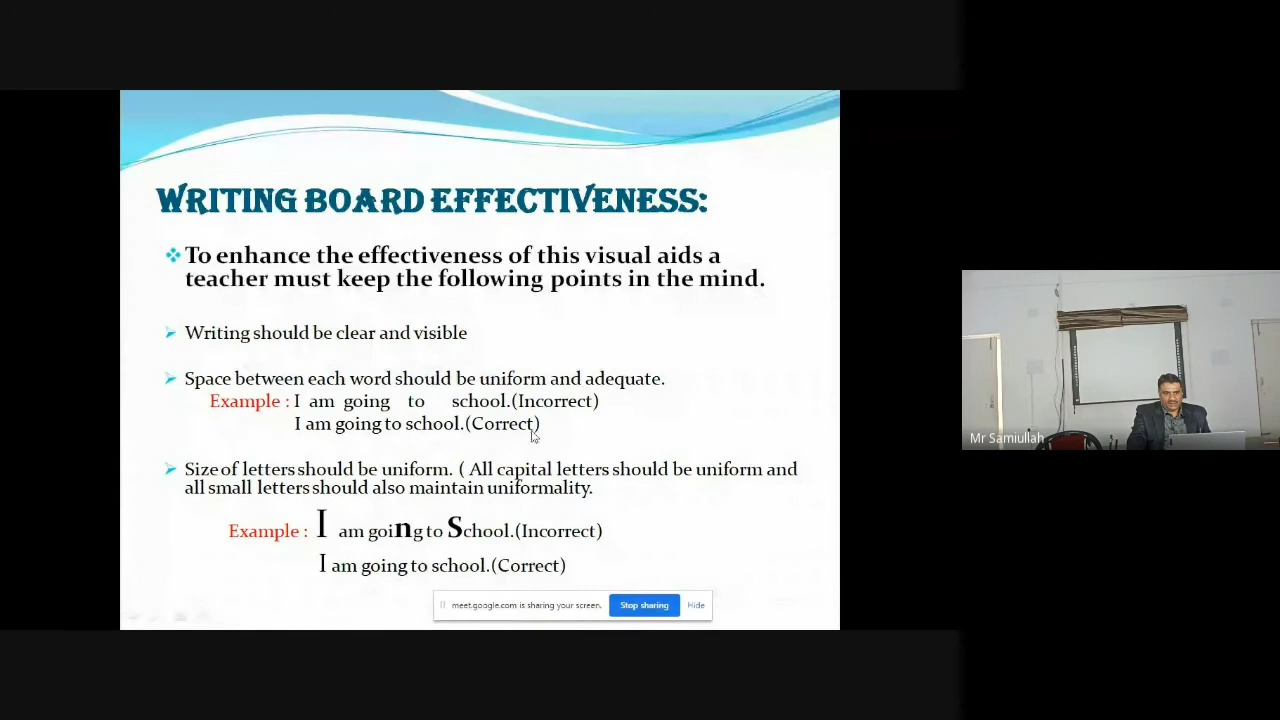 WRITING BOARD EFFECTIVENESS:
To enhance the effectiveness of this visual aids a
teacher must keep the following points in the mind.
Writing should be clear and visible
Space between each word should be uniform and adequate.
Example : I am going to school.(Incorrect)
I am going to school.(Correct)
Size of letters should be uniform. ( All capital letters should be uniform and
all small letters should also maintain uniformality.
Example : I am going to School.(Incorrect)
I am going to school.(Correct)
meet.google.com is sharing your screen. Stop sharing Hide
Mr Samiullah